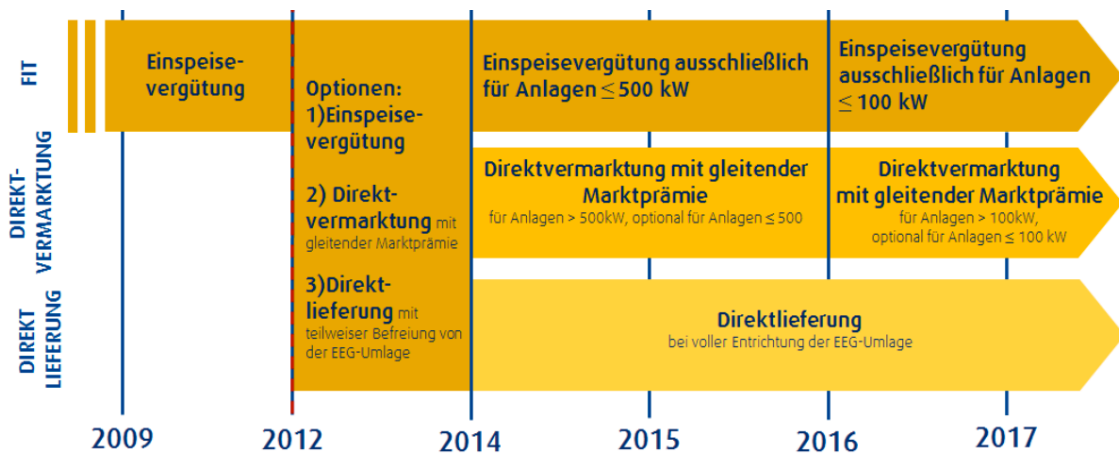 FIT
Einspeise-
vergütung
Optionen:
1)Einspeise-
vergütung
2) Direkt-
vermarktung mit
gleitender Marktprämie
3)Direkt-
lieferung mit
teilweiser Befreiung von
der EEG-Umlage
Einspeisevergütung ausschließlich
für Anlagen ≤ 500 kW
Einspeisevergütung
ausschließlich für Anlagen
≤ 100 kW
DIREKT-
VERMARKTUNG
Direktvermarktung mit gleitender
Marktprämie
für Anlagen > 500kW, optional für Anlagen ≤ 500
Direktvermarktung
mit gleitender Marktprämie
für Anlagen > 100kW,
optional für Anlagen ≤ 100 kW
DIREKT
LIEFERUNG
Direktlieferung
bei voller Entrichtung der EEG-Umlage
2009
2012
2014
2015
2016
2017